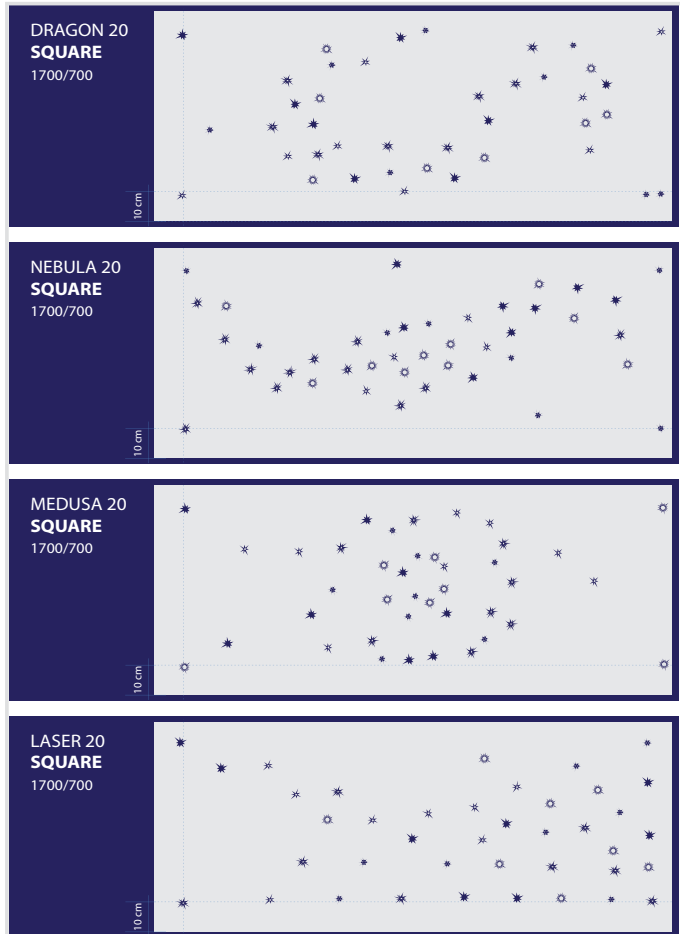 DRAGON 20
SQUARE
1700/700
10 cm
NEBULA 20
SQUARE
1700/700
10 cm
MEDUSA 20
SQUARE
1700/700
10 cm
LASER 20
SQUARE
1700/700
10 cm